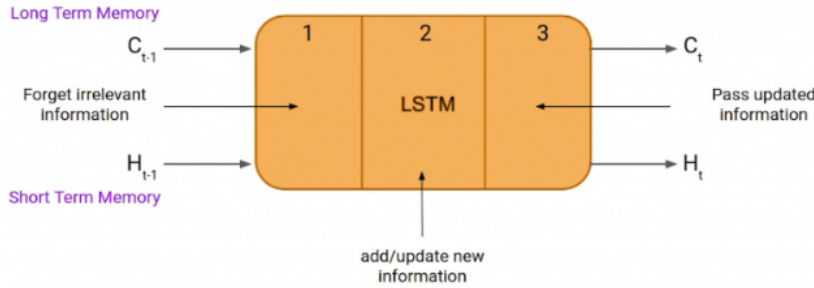 Long Term Memory
1 2 3
C t-1
C t
Forget irrelevant
information
LSTM
Pass updated
information
H t-1
H t
Short Term Memory
add/update new
information